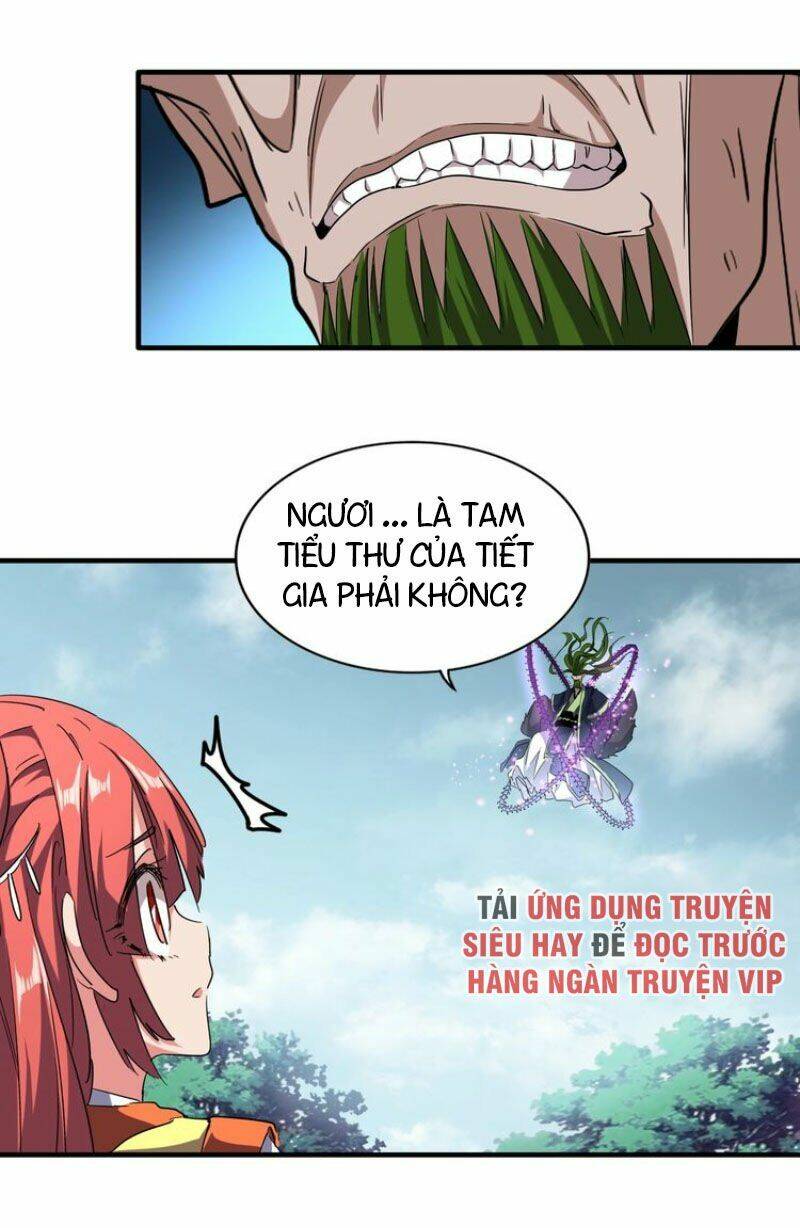 NGƯƠI ... LÀ TAM
TIỂU THƯ CỦA TIẾT
GIA PHẢI KHÔNG?
TẢI ỨNG DỤNG TRUYỆN
SIÊU HAY ĐỂ ĐỌC TRƯỚC
HÀNG NGÀN TRUYỆN VIP